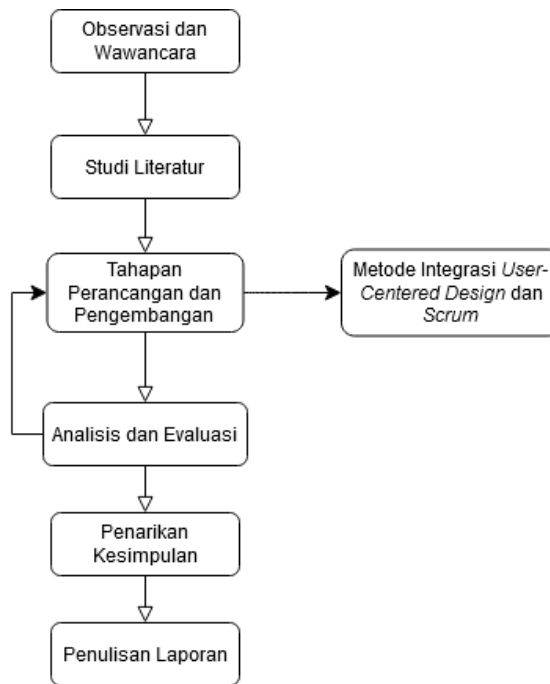 Observasi dan
Wawancara
Studi Literatur
Tahapan
Perancangan dan
Pengembangan
Metode Integrasi User-
Centered Design dan
Scrum
Analisis dan Evaluasi
Penarikan
Kesimpulan
Penulisan Laporan